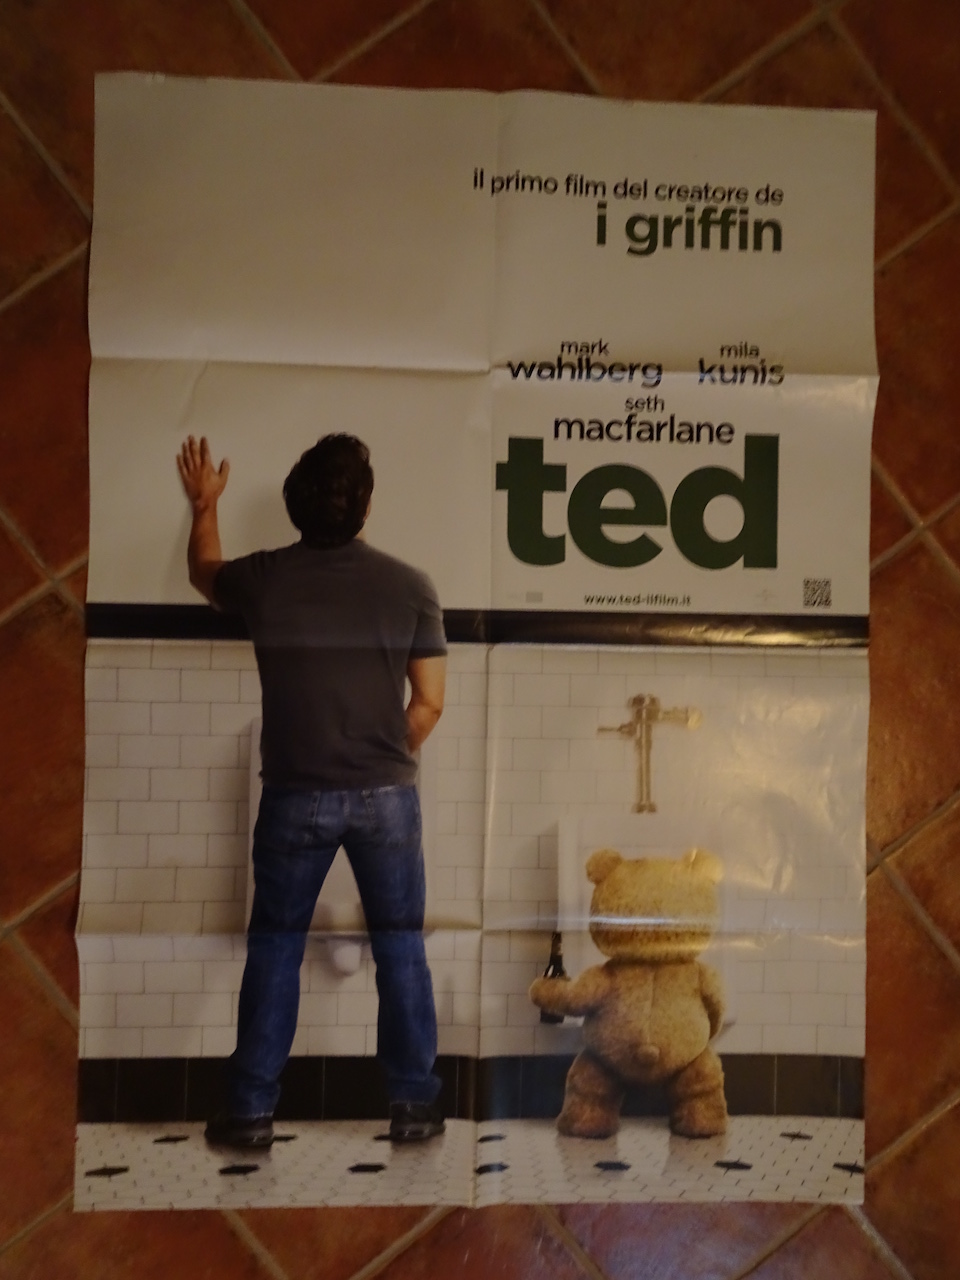 il primo film del creatore de
i griffin
mark wahlberg
mila kunis
seth
macfarlane
ted
www.ted-ilfilm.it